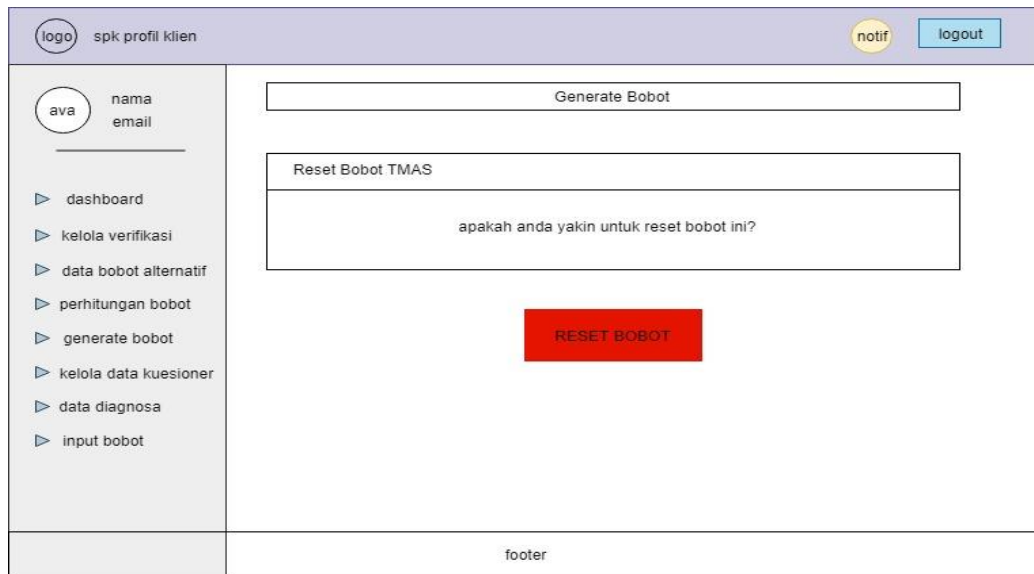 logo spk profil klien notif logout
ava
nama
email
dashboard
kelola verifikasi
data bobot alternatif
perhitungan bobot
generate bobot
kelola data kuesioner
data diagnosa
input bobot
Generate Bobot
Reset Bobot TMAS
apakah anda yakin untuk reset bobot ini?
RESET BOBOT
footer